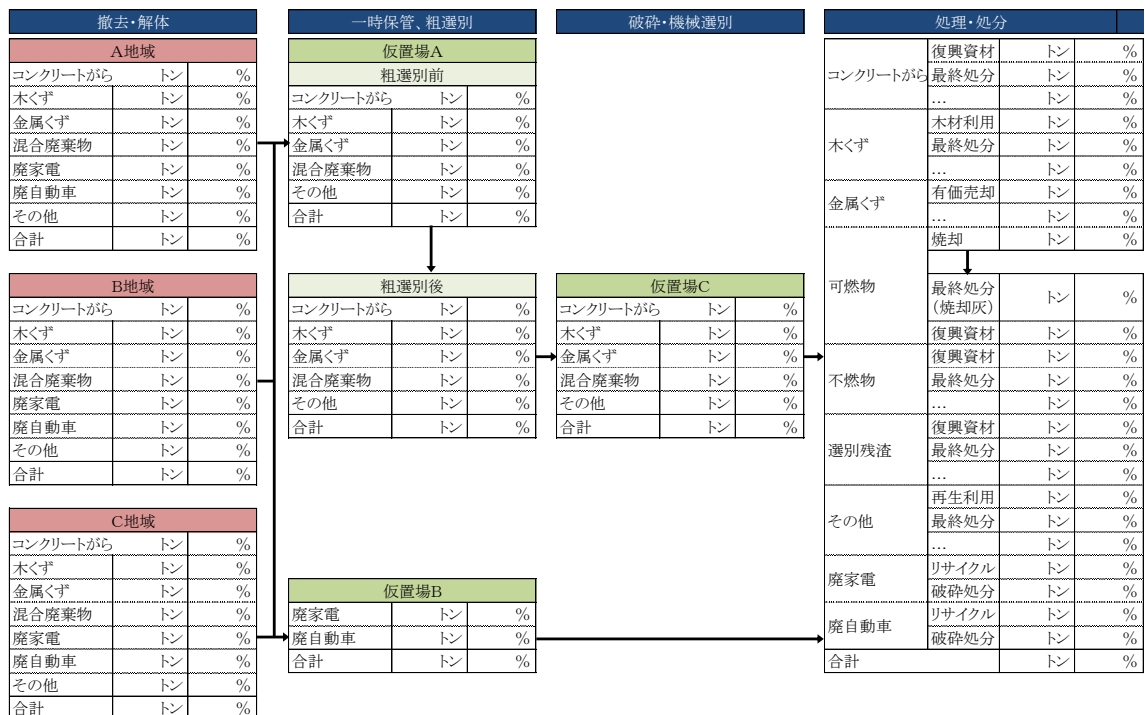 撤去・解体
A地域
コンクリートがら トン %
木くず トン %
金属くず トン %
混合廃棄物 トン %
廃家電 トン %
廃自動車 トン %
その他 トン %
合計 トン %
B地域
コンクリートがら トン %
木くず トン %
金属くず トン %
混合廃棄物 トン %
廃家電 トン %
廃自動車 トン %
その他 トン %
合計 トン %
C地域
コンクリートがら トン %
木くず トン %
金属くず トン %
混合廃棄物 トン %
廃家電 トン %
廃自動車 トン %
その他 トン %
合計 トン %
一時保管、粗選別
仮置場A
粗選別前
コンクリートがら トン %
木くず トン %
金属くず トン %
混合廃棄物 トン %
その他 トン %
合計 トン %
粗選別後
コンクリートがら トン %
木くず トン %
金属くず トン %
混合廃棄物 トン %
その他 トン %
合計 トン %
仮置場B
廃家電 トン %
廃自動車 トン %
合計 トン %
破砕・機械選別
仮置場C
コンクリートがら トン %
木くず トン %
金属くず トン %
混合廃棄物 トン %
その他 トン %
合計 トン %
処理・処分
コンクリートがら
復興資材 トン %
最終処分 トン %
… トン %
木くず
木材利用 トン %
最終処分 トン %
… トン %
金属くず
有価売却 トン %
… トン %
可燃物
焼却 トン %
最終処分
(焼却灰) トン %
復興資材 トン %
不燃物
復興資材 トン %
最終処分 トン %
… トン %
選別残渣
復興資材 トン %
最終処分 トン %
… トン %
その他
再生利用 トン %
最終処分 トン %
… トン %
廃家電
リサイクル トン %
破砕処分 トン %
廃自動車
リサイクル トン %
破砕処分 トン %
合計 トン %